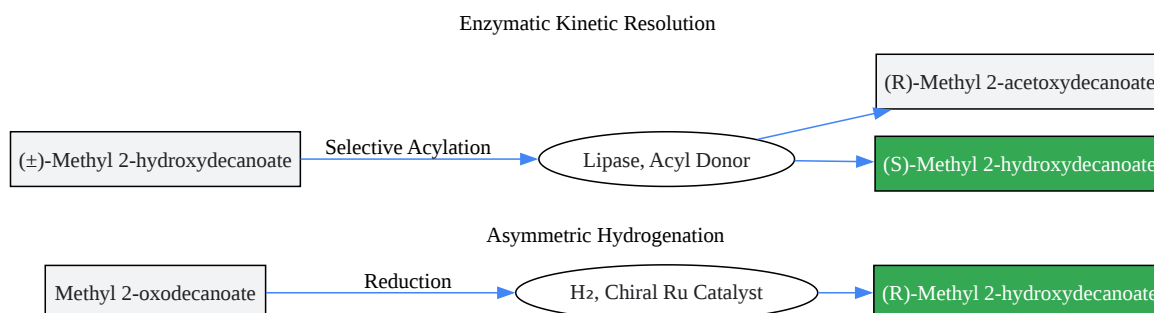 Enzymatic Kinetic Resolution
(R)-Methyl 2-acetoxydecanoate
(±)-Methyl 2-hydroxydecanoate
Selective Acylation
Lipase, Acyl Donor
(S)-Methyl 2-hydroxydecanoate
Asymmetric Hydrogenation
Methyl 2-oxodecanoate
Reduction
H₂, Chiral Ru Catalyst
(R)-Methyl 2-hydroxydecanoate